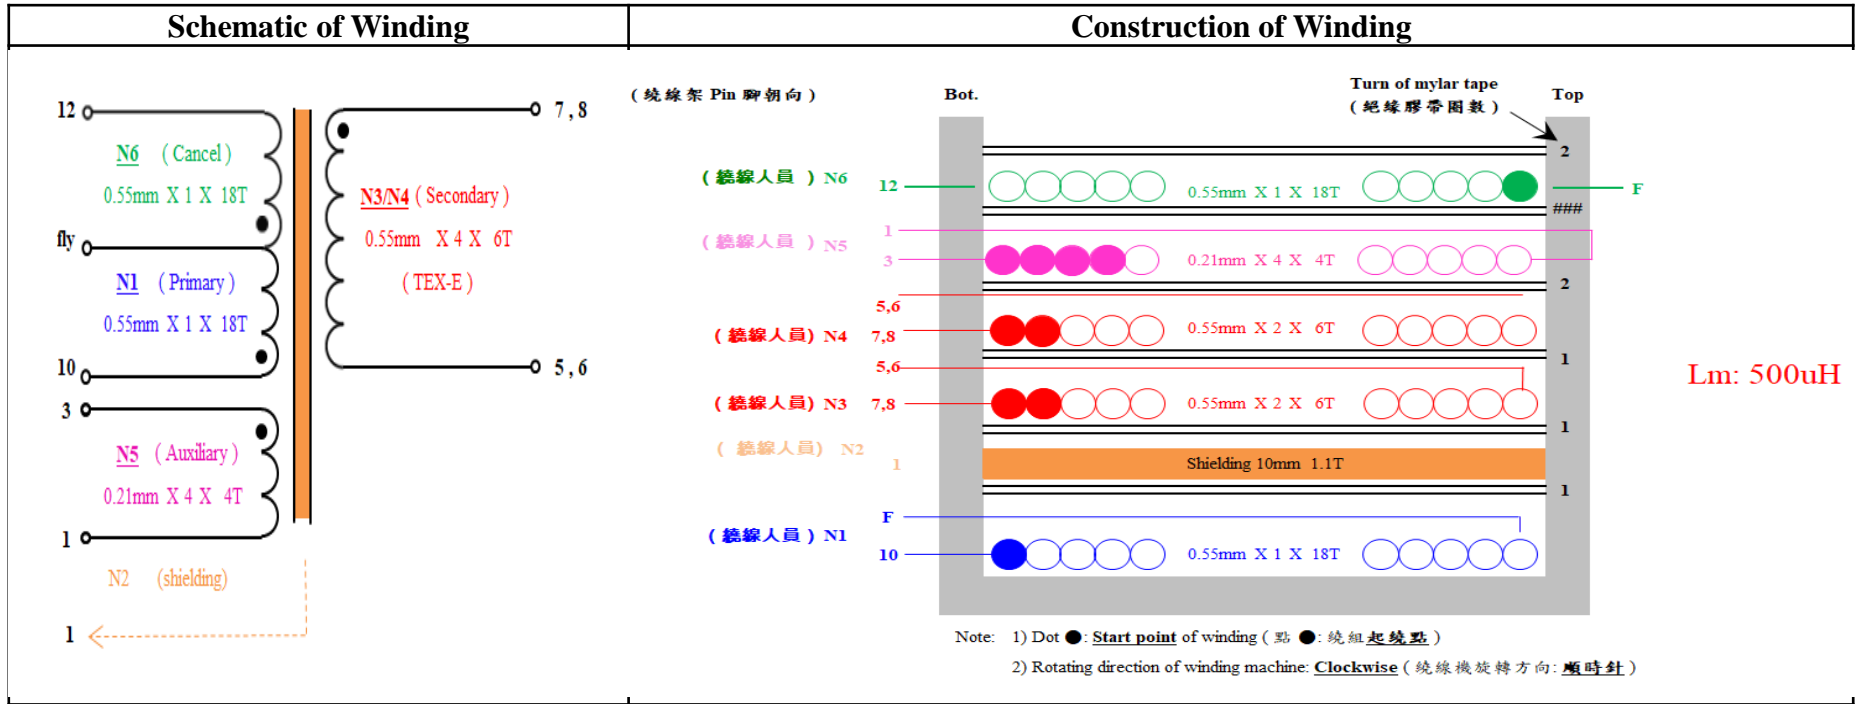 Schematic of Winding
Construction of Winding
12
N6 ( Cancel )
0.55mm X 1 X 18T
fly
N1 ( Primary )
0.55mm X 1 X 18T
10
3
N5 ( Auxiliary )
0.21mm X 4 X 4T
1
N2 (shielding)
1
7,8
N3/N4 ( Secondary )
0.55mm X 4 X 6T
( TEX-E )
5,6
( 繞線架 Pin 腳朝向 )
Bot.
Turn of mylar tape
( 絕緣膠帶圈數 )
Top
2
( 繞線人員 ) N6
12
0.55mm X 1 X 18T
F
###
1
( 繞線人員 ) N5
3
0.21mm X 4 X 4T
2
5,6
( 繞線人員) N4
7,8
0.55mm X 2 X 6T
1
5,6
( 繞線人員) N3
7,8
0.55mm X 2 X 6T
1
( 繞線人員) N2
1
Shielding 10mm 1.1T
1
F
( 繞線人員 ) N1
10
0.55mm X 1 X 18T
Lm: 500uH
Note: 1) Dot ●: Start point of winding ( 點 ●: 繞組起繞點 )
2) Rotating direction of winding machine: Clockwise ( 繞線機旋轉方向: 順時針 )